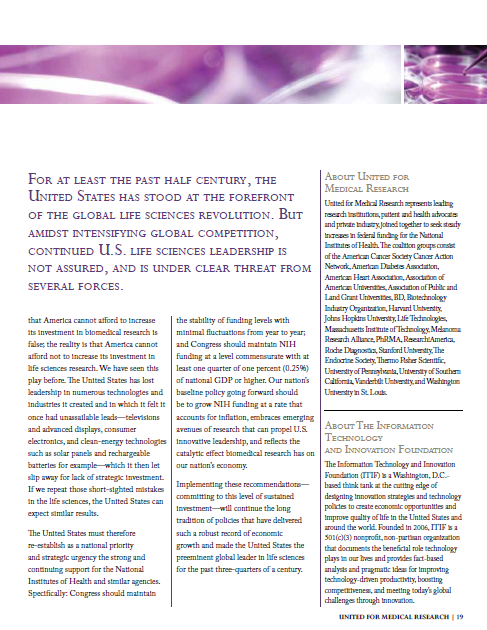 FOR AT LEAST THE PAST HALF CENTURY, THE
UNITED STATES HAS STOOD AT THE FOREFRONT
OF THE GLOBAL LIFE SCIENCES REVOLUTION. BUT
AMIDST INTENSIFYING GLOBAL COMPETITION,
CONTINUED U.S. LIFE SCIENCES LEADERSHIP IS
NOT ASSURED, AND IS UNDER CLEAR THREAT FROM
SEVERAL FORCES.
that America cannot afford to increase
its investment in biomedical research is
false; the reality is that America cannot
afford not to increase its investment in
life sciences research. We have seen this
play before. The United States has lost
leadership in numerous technologies and
industries it created and in which it felt it
once had unassailable leads—televisions
and advanced displays, consumer
electronics, and clean-energy technologies
such as solar panels and rechargeable
batteries for example—which it then let
slip away for lack of strategic investment.
If we repeat those short-sighted mistakes
in the life sciences, the United States can
expect similar results.
The United States must therefore
re-establish as a national priority
and strategic urgency the strong and
continuing support for the National
Institutes of Health and similar agencies.
Specifically: Congress should maintain
the stability of funding levels with
minimal fluctuations from year to year;
and Congress should maintain NIH
funding at a level commensurate with at
least one quarter of one percent (0.25%)
of national GDP or higher. Our nation's
baseline policy going forward should
be to grow NIH funding at a rate that
accounts for inflation, embraces emerging
avenues of research that can propel U.S.
innovative leadership, and reflects the
catalytic effect biomedical research has on
our nation's economy.
Implementing these recommendations—
committing to this level of sustained
investment—will continue the long
tradition of policies that have delivered
such a robust record of economic
growth and made the United States the
preeminent global leader in life sciences
for the past three-quarters of a century.
ABOUT UNITED FOR
MEDICAL RESEARCH
United for Medical Research represents leading
research institutions, patient and health advocates
and private industry, joined together to seek steady
increases in federal funding for the National
Institutes of Health. The coalition groups consist
of the American Cancer Society Cancer Action
Network, American Diabetes Association,
American Heart Association, Association of
American Universities, Association of Public and
Land Grant Universities, BD, Biotechnology
Industry Organization, Harvard University,
Johns Hopkins University, Life Technologies,
Massachusetts Institute of Technology, Melanoma
Research Alliance, PhRMA, Research!America,
Roche Diagnostics, Stanford University, The
Endocrine Society, Thermo Fisher Scientific,
University of Pennsylvania, University of Southern
California, Vanderbilt University, and Washington
University in St. Louis.
ABOUT THE INFORMATION
TECHNOLOGY
AND INNOVATION FOUNDATION
The Information Technology and Innovation
Foundation (ITIF) is a Washington, D.C.-
based think tank at the cutting edge of
designing innovation strategies and technology
policies to create economic opportunities and
improve quality of life in the United States and
around the world. Founded in 2006, ITIF is a
501(c)(3) nonprofit, non-partisan organization
that documents the beneficial role technology
plays in our lives and provides fact-based
analysis and pragmatic ideas for improving
technology-driven productivity, boosting
competitiveness, and meeting today's global
challenges through innovation.
UNITED FOR MEDICAL RESEARCH | 19